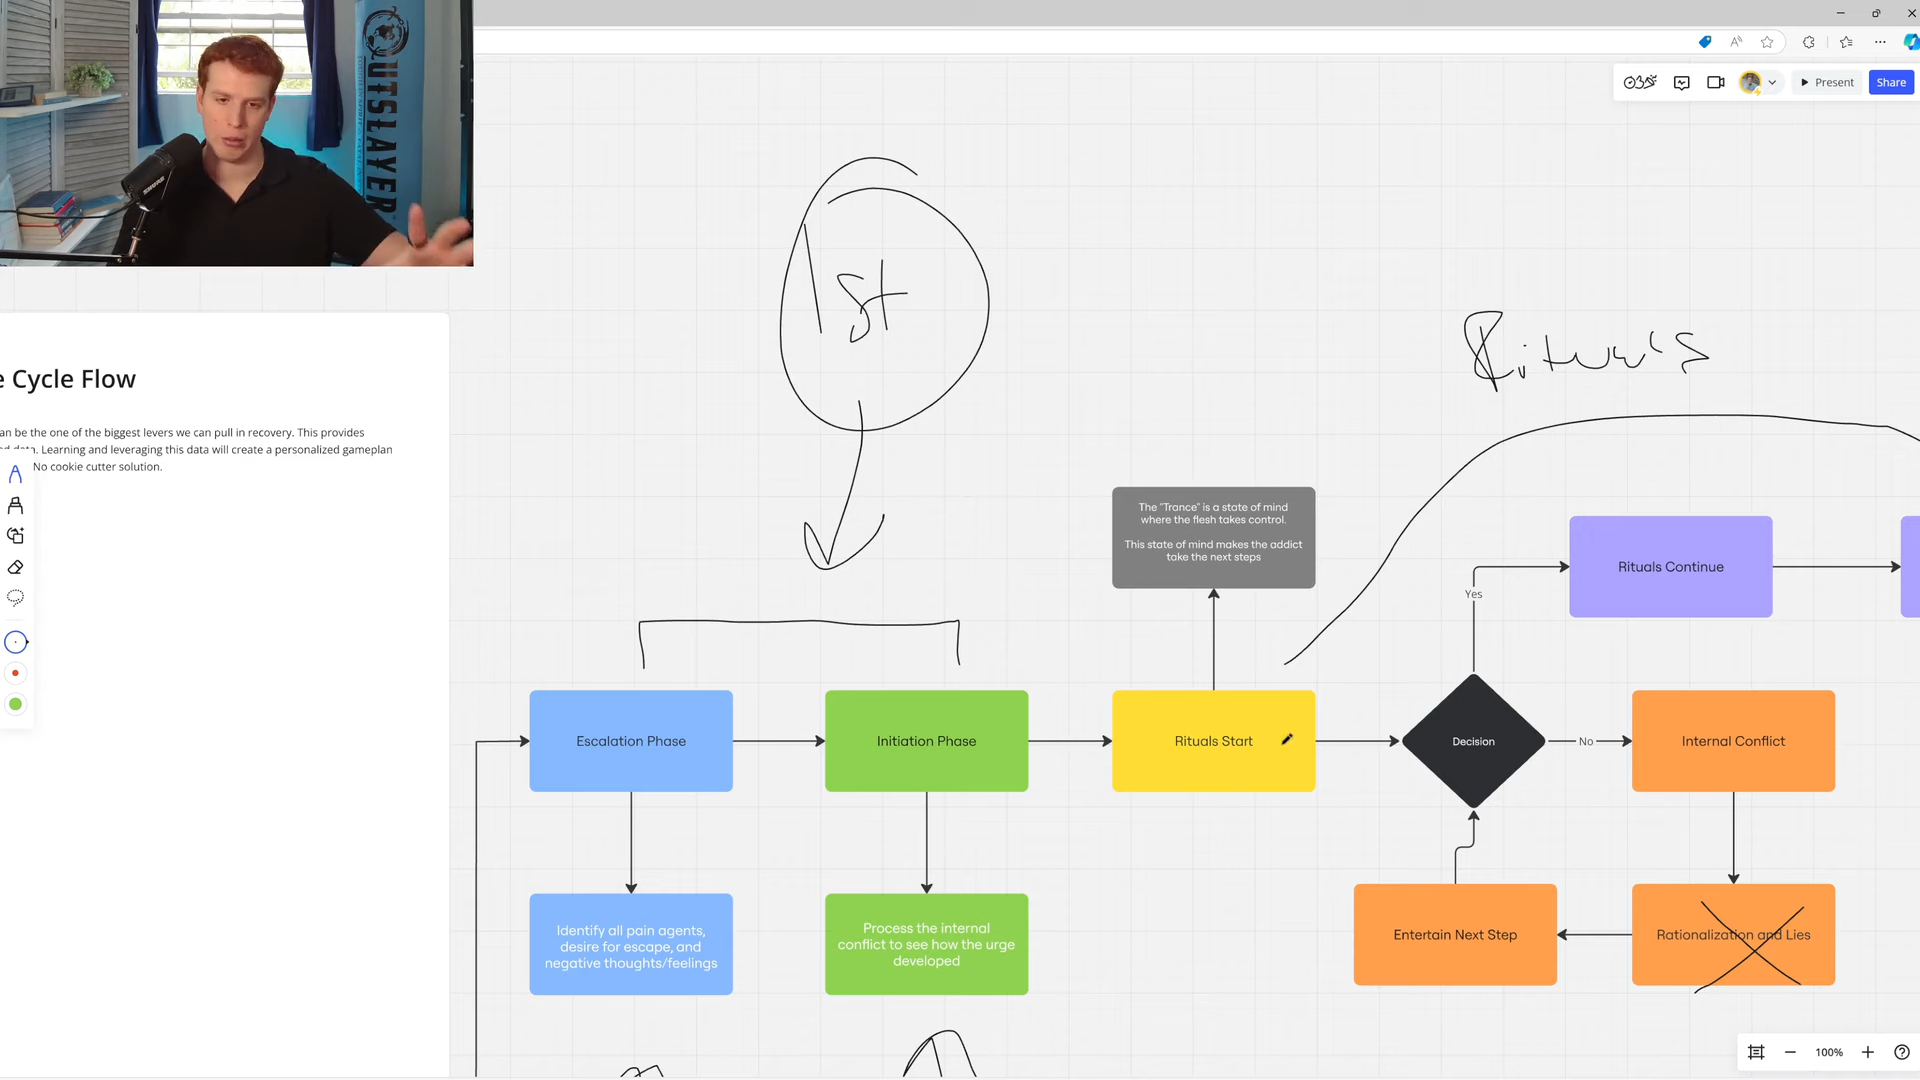 OUTSLAYER
SHURE
Present
Share
1st
Rituals
e Cycle Flow
an be the one of the biggest levers we can pull in recovery. This provides
ed data. Learning and leveraging this data will create a personalized gameplan
No cookie cutter solution.
The "Trance" is a state of mind
where the flesh takes control.
This state of mind makes the addict
take the next steps
Rituals Continue
Yes
Escalation Phase
Initiation Phase
Rituals Start
Decision
No
Internal Conflict
Identify all pain agents,
desire for escape, and
negative thoughts/feelings
Process the internal
conflict to see how the urge
developed
Entertain Next Step
Rationalization and Lies
100%